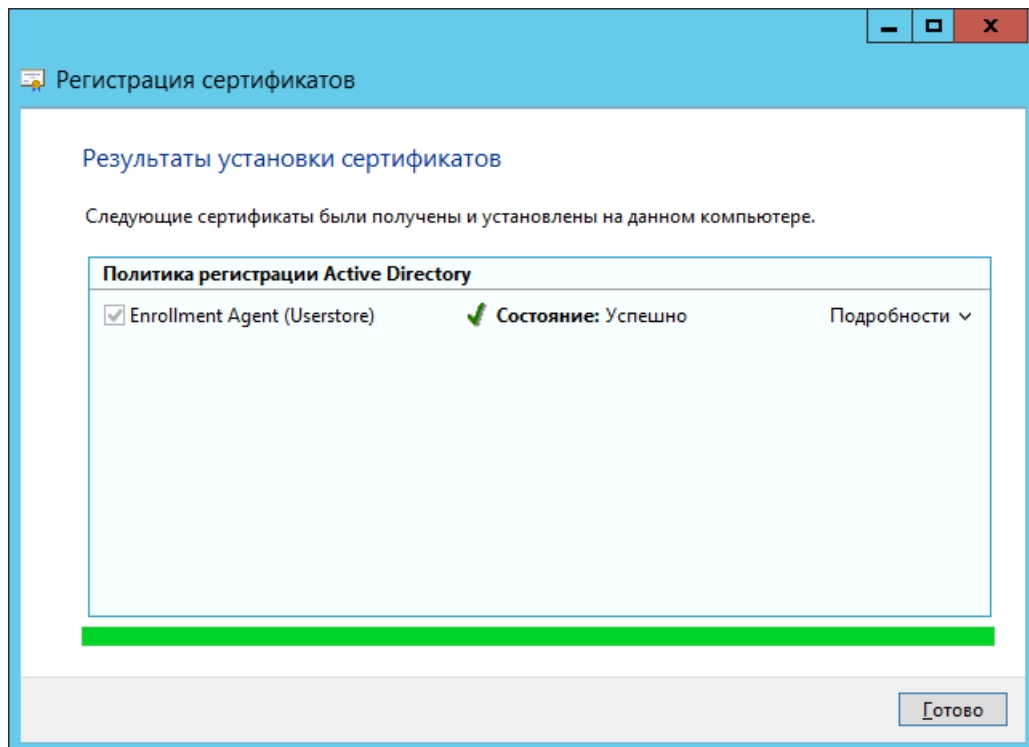 Регистрация сертификатов
Результаты установки сертификатов
Следующие сертификаты были получены и установлены на данном компьютере.
Политика регистрации Active Directory
Enrollment Agent (Userstore) Состояние: Успешно Подробности
Готово